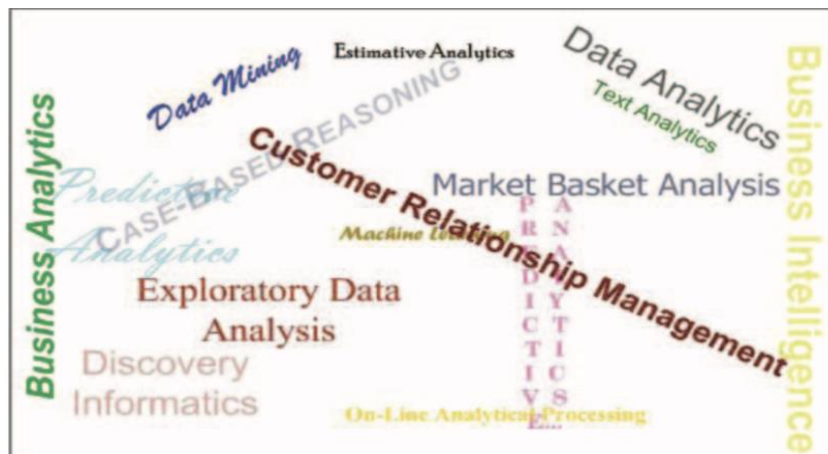 Estimative Analytics
Data Mining
Data Analytics
Text Analytics
CASE-BASED REASONING
Business Analytics
Business Intelligence
Customer Relationship Management
Predictive
Analytics
Market Basket Analysis
Machine Learning
PREDICTIVE....
ANALYTICS
Exploratory Data
Analysis
Discovery
Informatics
On-Line Analytical Processing